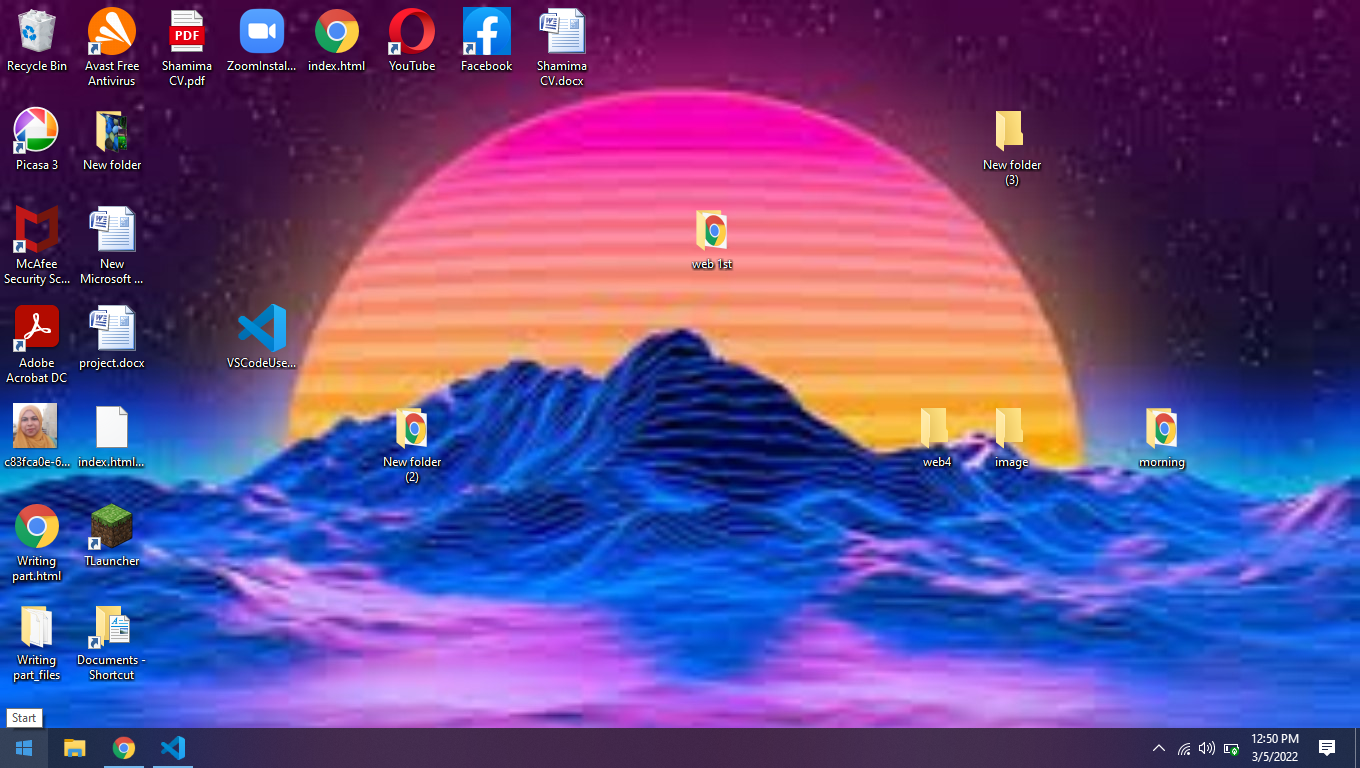 Recycle Bin
Avast Free
Antivirus
PDF
Shamima
CV.pdf
ZoomInstal...
index.html
YouTube
Facebook
Shamima
CV.docx
Picasa 3
New folder
New folder
(3)
McAfee
Security Sc...
New
Microsoft ...
web 1st
Adobe
Acrobat DC
project.docx
VSCodeUse...
c83fca0e-6...
index.html...
New folder
(2)
web4
image
morning
Writing
part.html
TLauncher
Writing
part_files
Documents -
Shortcut
Start
12:50 PM
3/5/2022